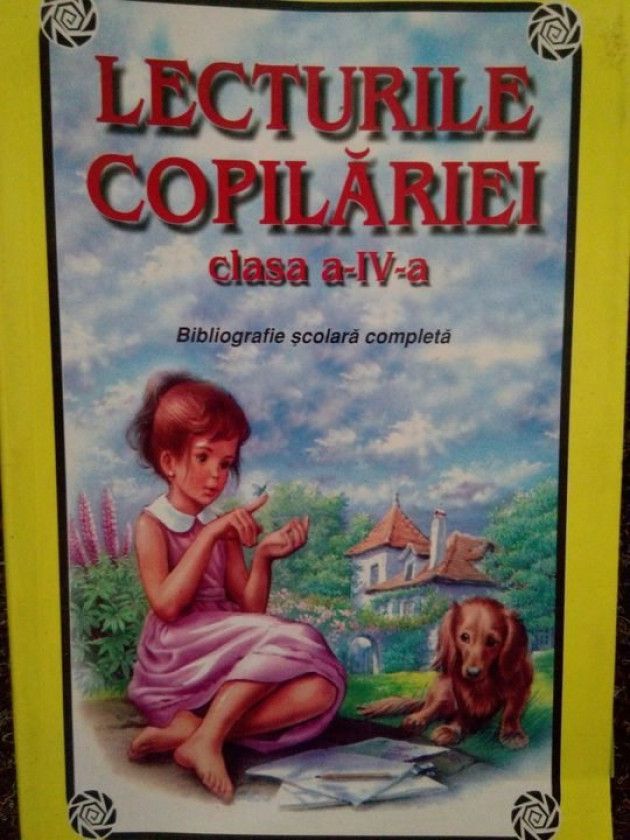 LECTURILE
COPILĂRIEI
clasa a-IV-a
Bibliografie școlară completă